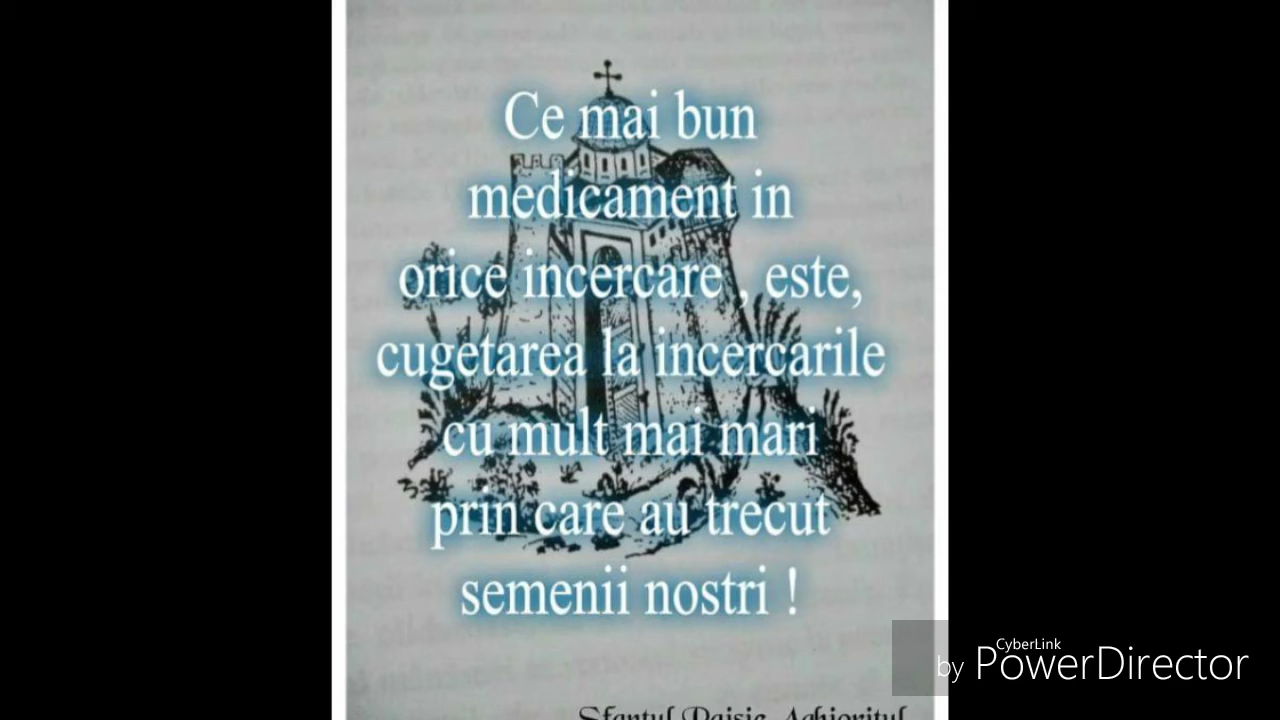 Ce mai bun
medicament in
orice incercare , este,
cugetarea la incercarile
cu mult mai mari
prin care au trecut
semenii nostri !
Sfantul Paisie Aghioritul
CyberLink
by PowerDirector